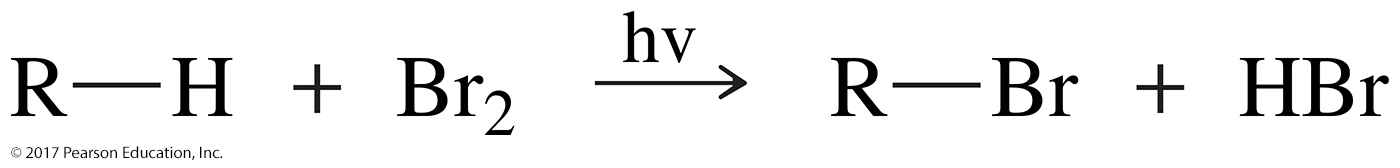 hv
R—H + Br2 → R—Br + HBr
© 2017 Pearson Education, Inc.